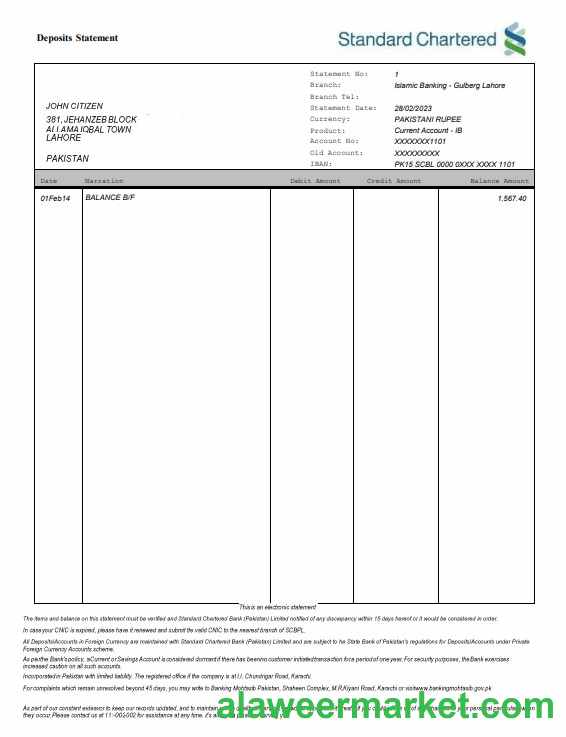 Deposits Statement
Standard Chartered
Statement No: 1
Branch: Islamic Banking - Gulberg Lahore
Branch Tel:
JOHN CITIZEN
Statement Date: 28/02/2023
381, JEHANZEB BLOCK
Currency: PAKISTANI RUPEE
ALLAMA IQBAL TOWN
Product: Current Account - IB
LAHORE
Account No: XXXXXXX1101
Old Account: XXXXXXXXX
PAKISTAN
IBAN: PK15 SCBL 0000 0XXX XXXX 1101
Date Narration Debit Amount Credit Amount Balance Amount
01Feb14 BALANCE B/F 1,567.40
This is an electronic statement
The items and balance on this statement must be verified and Standard Chartered Bank (Pakistan) Limited notified of any discepancy within 15 days hereof or it would be considered in order.
In case your CNIC is expired, please have it renewed and submit the valid CNIC to the nearest branch of SCBPL.
All Deposits/Accounts in Foreign Currency are maintained with Standard Chartered Bank (Pakistan) Limited and are subject to he State Bank of Pakistan's regulations for Deposits/Accounts under Private
Foreign Currency Accounts scheme.
As per the Bank's policy, a Current or Savings Account is considered dormant if there has been no customer initiated transaction for a period of one year. For security purposes, the Bank exercises
increased caution on all such accounts.
Incorporated in Pakistan with limited liability. The registered office if the company is at U. Chundrigar Road, Karachi.
For complaints which remain unresolved beyond 45 days, you may write to Banking Mohtasib Pakistan, Shaheen Complex, M.R.Kiyani Road, Karachi or visit www.bankingmohtasib.gov.pk
alaweermarket.com
As part of our constant extension to keep our records updated, and to maintain
they occur. Please contact us at 11-002-002 for assistance at any time.